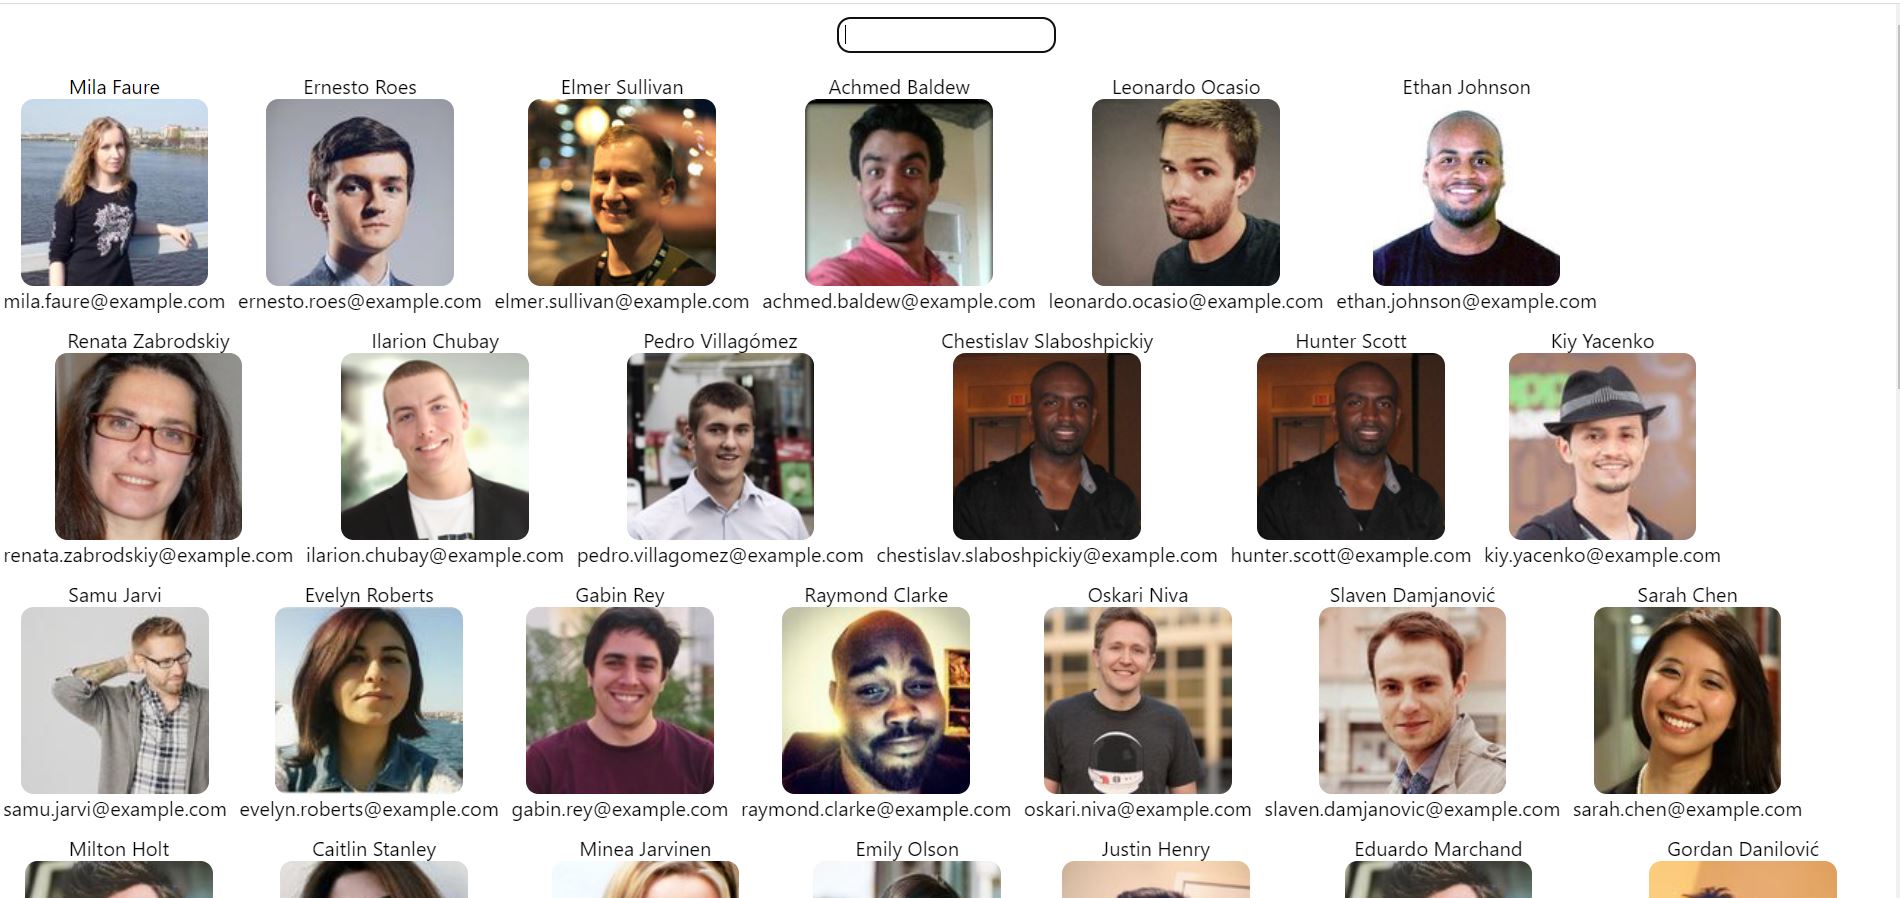 Mila Faure Ernesto Roes Elmer Sullivan Achmed Baldew Leonardo Ocasio Ethan Johnson
mila.faure@example.com ernesto.roes@example.com elmer.sullivan@example.com achmed.baldew@example.com leonardo.ocasio@example.com ethan.johnson@example.com
Renata Zabrodskiy Ilarion Chubay Pedro Villagómez Chestislav Slaboshpickiy Hunter Scott Kiy Yacenko
renata.zabrodskiy@example.com ilarion.chubay@example.com pedro.villagomez@example.com chestislav.slaboshpickiy@example.com hunter.scott@example.com kiy.yacenko@example.com
Samu Jarvi Evelyn Roberts Gabin Rey Raymond Clarke Oskari Niva Slaven Damjanović Sarah Chen
samu.jarvi@example.com evelyn.roberts@example.com gabin.rey@example.com raymond.clarke@example.com oskari.niva@example.com slaven.damjanovic@example.com sarah.chen@example.com
Milton Holt Caitlin Stanley Minea Jarvinen Emily Olson Justin Henry Eduardo Marchand Gordan Danilović